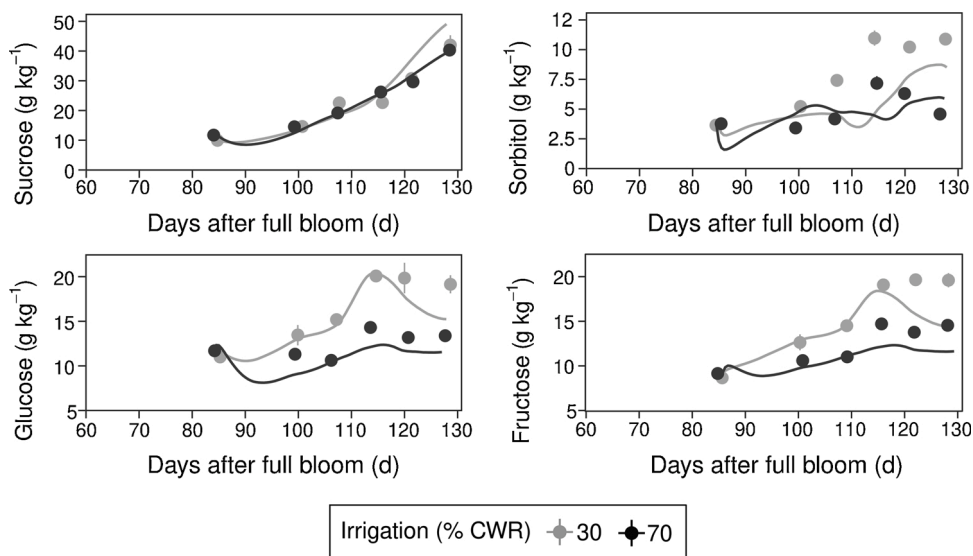 Sucrose (g kg⁻¹)
50
40
30
20
10
0
60 70 80 90 100 110 120 130
Days after full bloom (d)
Sorbitol (g kg⁻¹)
12
10
7.5
5
2.5
0
60 70 80 90 100 110 120 130
Days after full bloom (d)
Glucose (g kg⁻¹)
20
15
10
5
60 70 80 90 100 110 120 130
Days after full bloom (d)
Fructose (g kg⁻¹)
20
15
10
5
60 70 80 90 100 110 120 130
Days after full bloom (d)
Irrigation (% CWR) 30 70